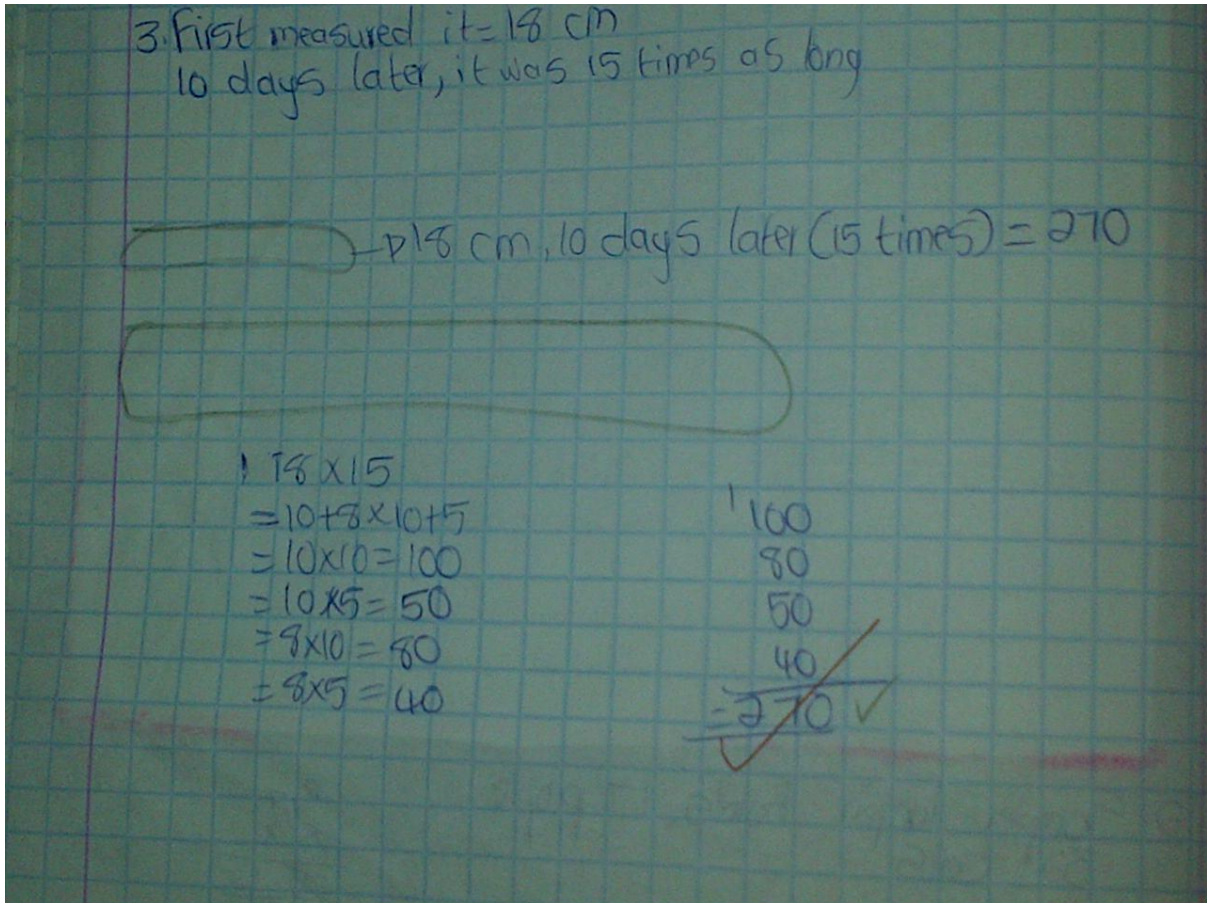 3. First measured it = 18 cm
10 days later, it was 15 times as long
18 cm. 10 days later (15 times) = 270
18 x 15
= 10+8x10+5
= 10x10 = 100
= 10x5 = 50
= 8x10 = 80
= 8x5 = 40
1 100
80
50
40
= 270